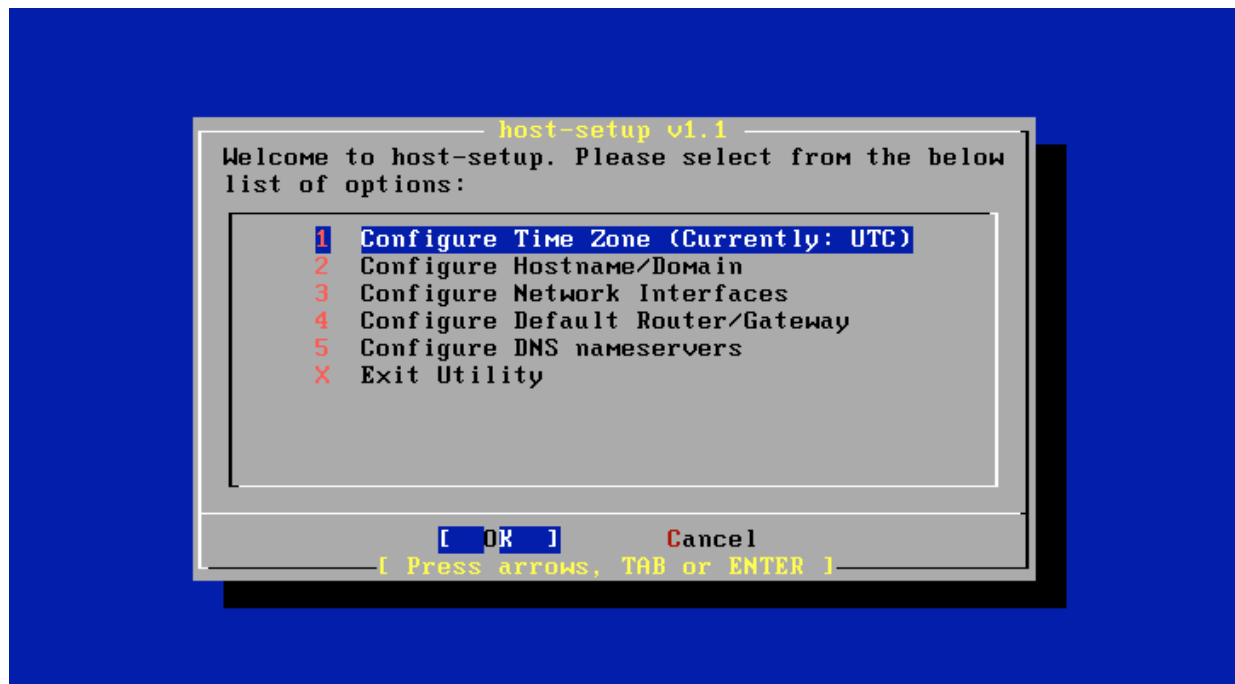 host-setup v1.1
Welcome to host-setup. Please select from the below
list of options:
1 Configure Time Zone (Currently: UTC)
2 Configure Hostname/Domain
3 Configure Network Interfaces
4 Configure Default Router/Gateway
5 Configure DNS nameservers
X Exit Utility
[ OK ] Cancel
[ Press arrows, TAB or ENTER ]